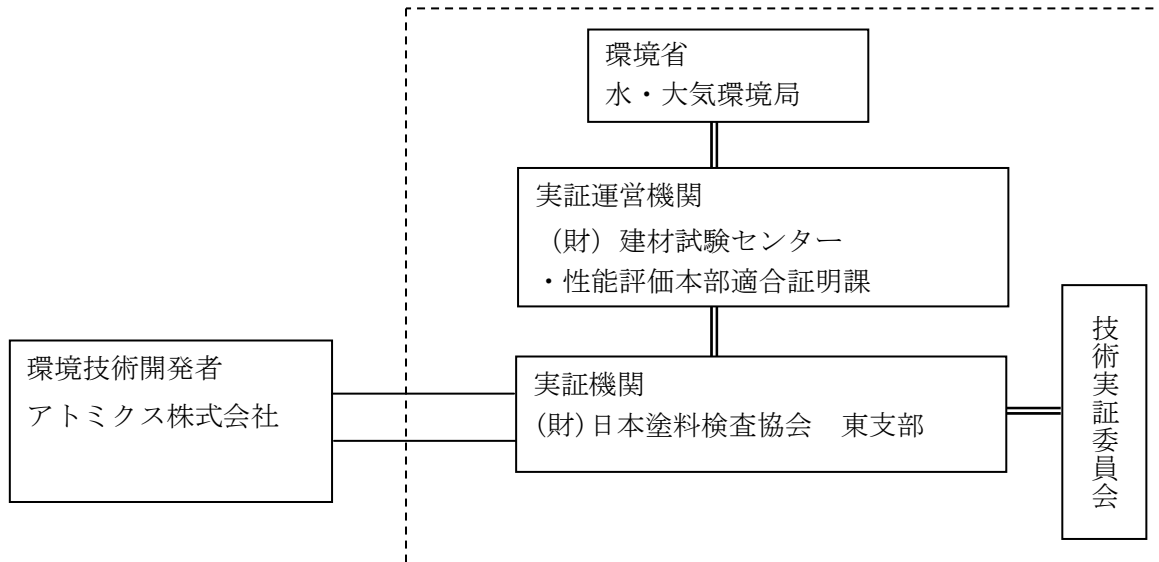 環境省
水・大気環境局
実証運営機関
（財）建材試験センター
・性能評価本部適合証明課
環境技術開発者
アトミクス株式会社
実証機関
(財)日本塗料検査協会　東支部
技術実証委員会